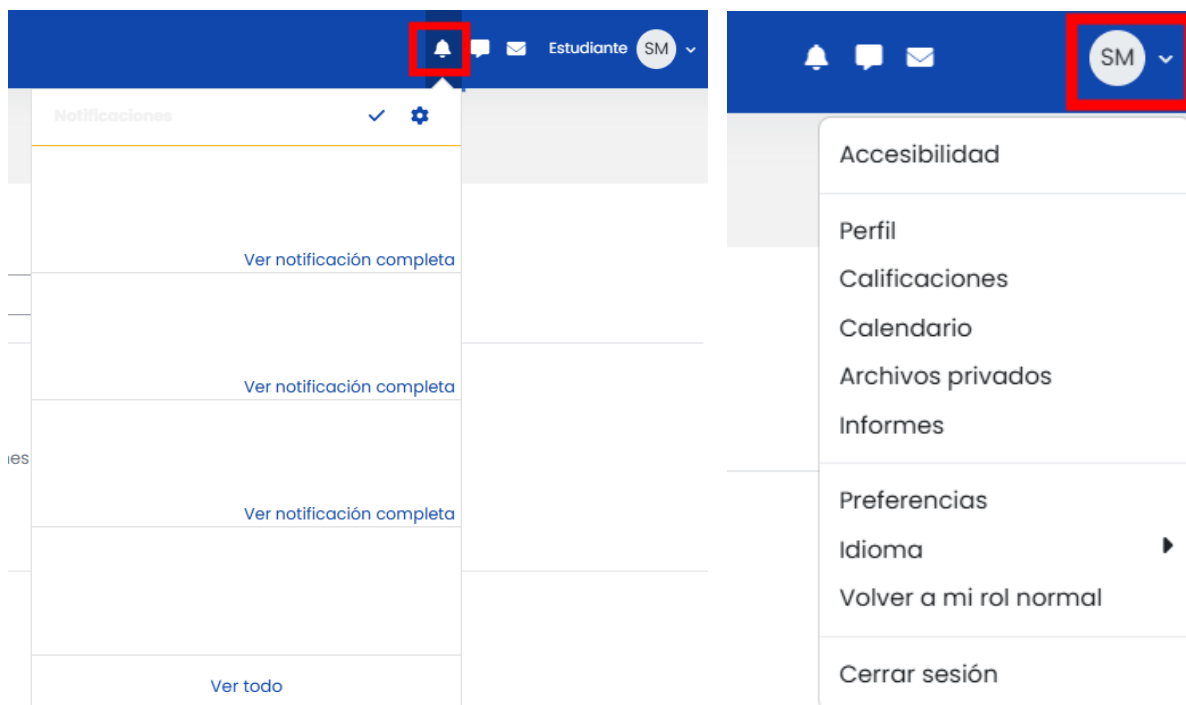 Estudiante SM
Notificaciones
Ver notificación completa
Ver notificación completa
nes
Ver notificación completa
Ver todo
SM
Accesibilidad
Perfil
Calificaciones
Calendario
Archivos privados
Informes
Preferencias
Idioma
Volver a mi rol normal
Cerrar sesión